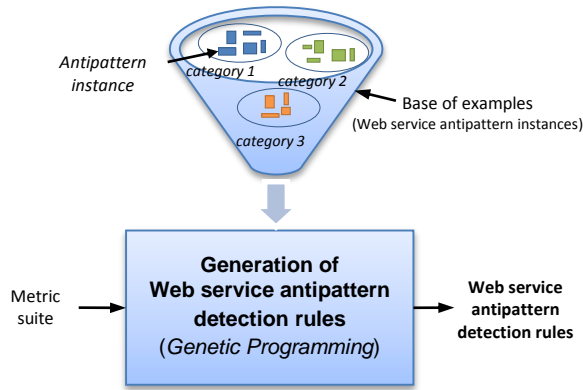 Antipattern
instance
category 1
category 2
category 3
Base of examples
(Web service antipattern instances)
Metric
suite
Generation of
Web service antipattern
detection rules
(Genetic Programming)
Web service
antipattern
detection rules